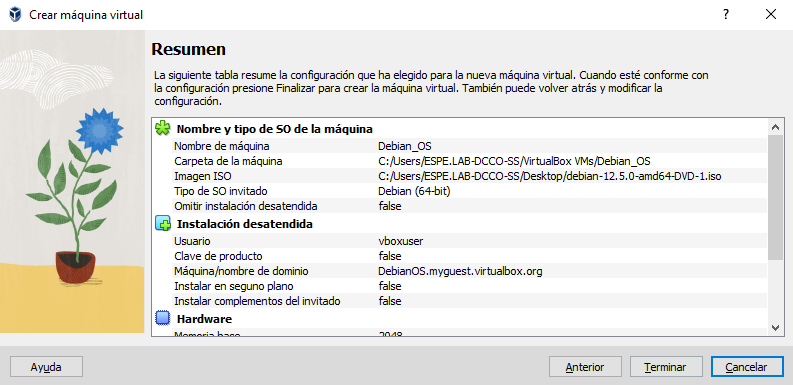 Crear máquina virtual
Resumen
La siguiente tabla resume la configuración que ha elegido para la nueva máquina virtual. Cuando esté conforme con
la configuración presione Finalizar para crear la máquina virtual. También puede volver atrás y modificar la
configuración.
Nombre y tipo de SO de la máquina
Nombre de máquina Debian_OS
Carpeta de la máquina C:/Users/ESPE.LAB-DCCO-SS/VirtualBox VMs/Debian_OS
Imagen ISO C:/Users/ESPE.LAB-DCCO-SS/Desktop/debian-12.5.0-amd64-DVD-1.iso
Tipo de SO invitado Debian (64-bit)
Omitir instalación desatendida false
Instalación desatendida
Usuario vboxuser
Clave de producto false
Máquina/nombre de dominio DebianOS.myguest.virtualbox.org
Instalar en seguno plano false
Instalar complementos del invitado false
Hardware
Memoria base 2048
Ayuda Anterior Terminar Cancelar